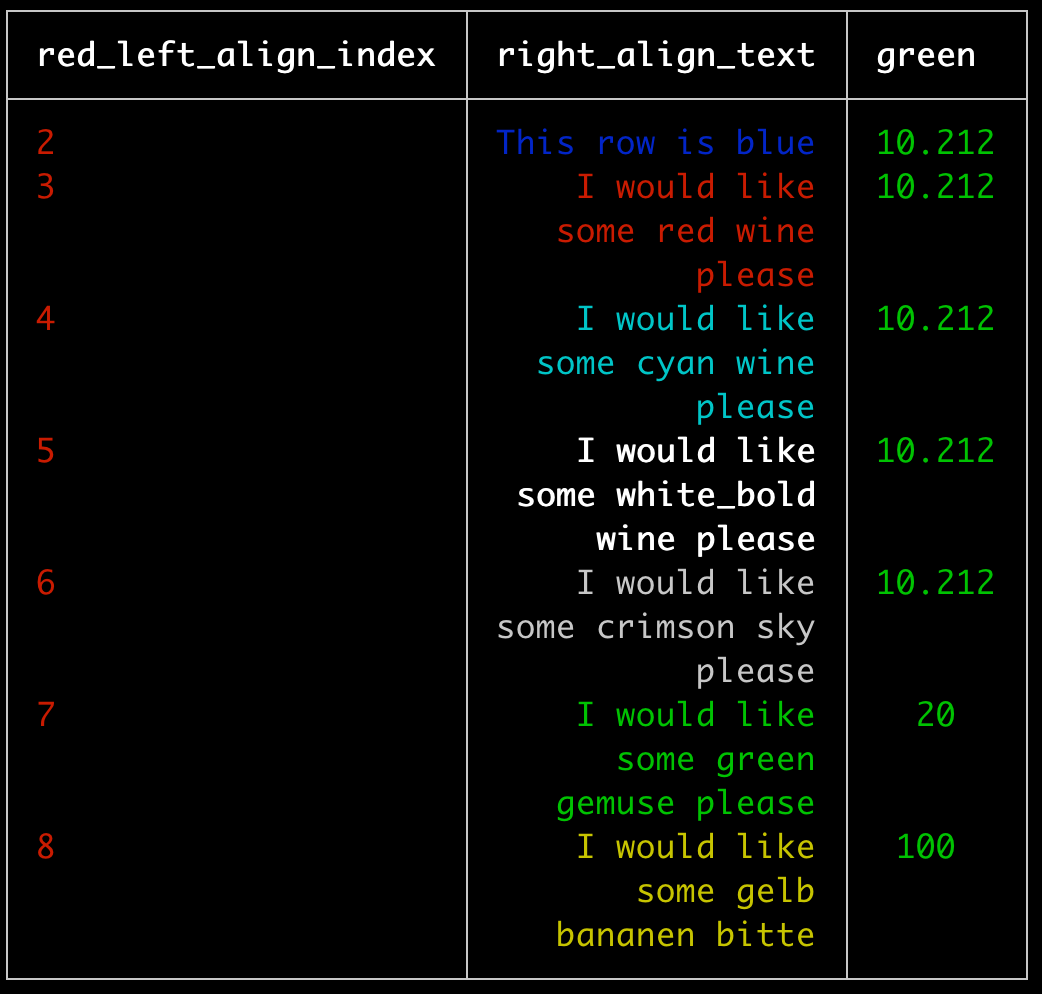 red_left_align_index right_align_text green
2 This row is blue 10.212
3 I would like 10.212
some red wine
please
4 I would like 10.212
some cyan wine
please
5 I would like 10.212
some white_bold
wine please
6 I would like 10.212
some crimson sky
please
7 I would like 20
some green
gemuse please
8 I would like 100
some gelb
bananen bitte